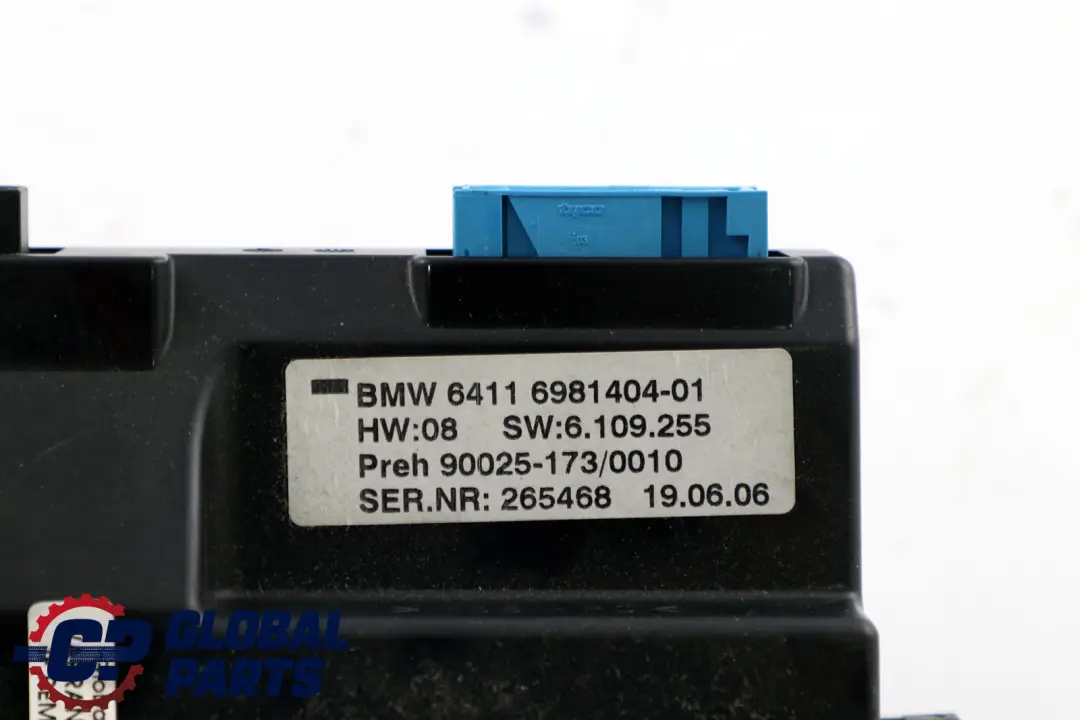 BMW 6411 6981404-01
HW:08 SW:6.109.255
Preh 90025-173/0010
SER.NR: 265468 19.06.06
GP GLOBAL
PARTS